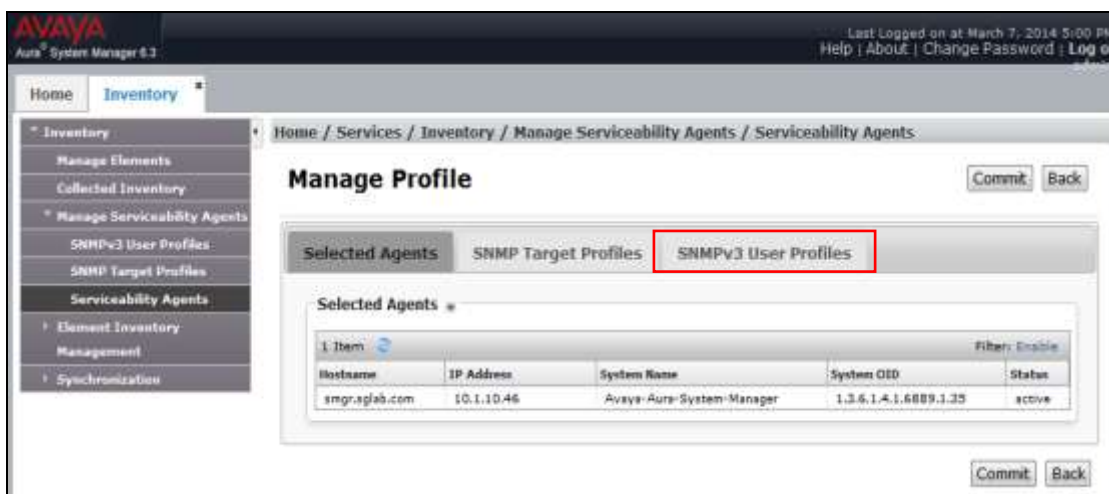 AVAYA
Aura® System Manager 6.3
Last Logged on at March 7, 2014 5:00 PM
Help | About | Change Password | Log o
admin
Home
Inventory
Inventory
Manage Elements
Collected Inventory
Manage Serviceability Agents
SNMPv3 User Profiles
SNMP Target Profiles
Serviceability Agents
Element Inventory
Management
Synchronization
Home / Services / Inventory / Manage Serviceability Agents / Serviceability Agents
Manage Profile
Commit Back
Selected Agents SNMP Target Profiles SNMPv3 User Profiles
Selected Agents
1 Item Filter: Enable
Hostname IP Address System Name System OID Status
smgr.sglab.com 10.1.10.46 Avaya-Aura-System-Manager 1.3.6.1.4.1.6889.1.35 active
Commit Back